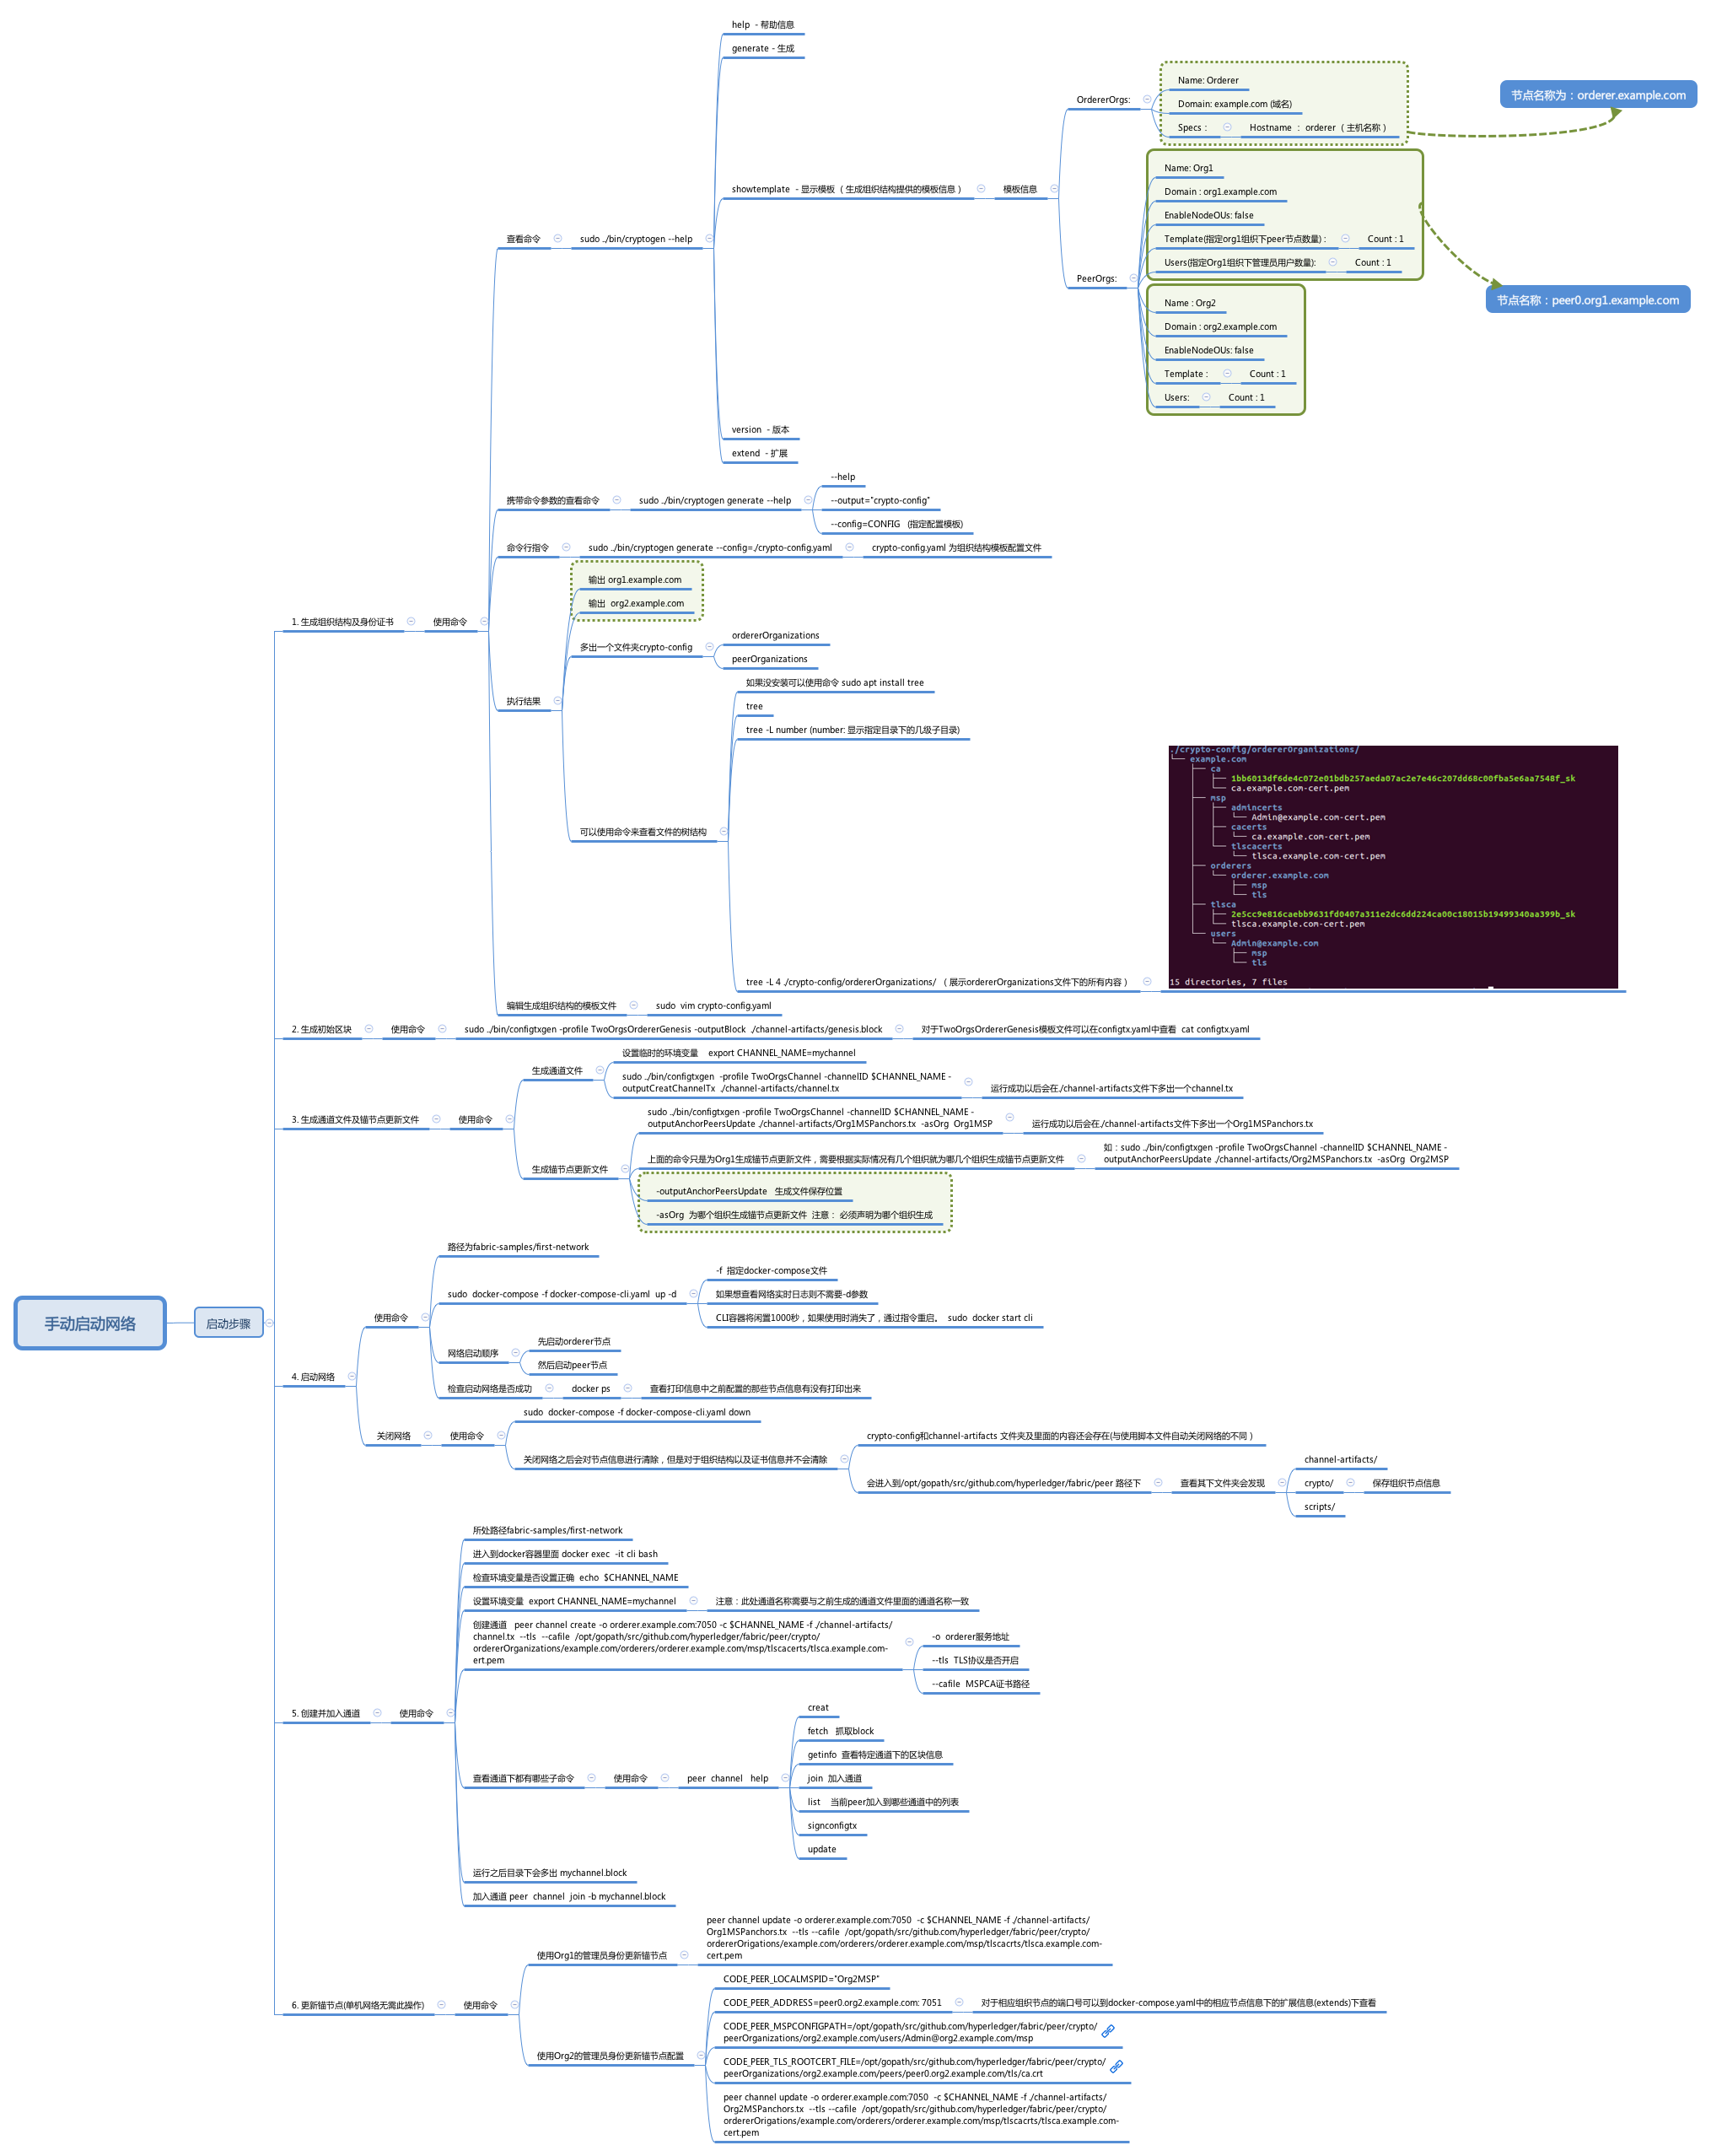 手动启动网络
启动步骤
1. 生成组织结构及身份证书
使用命令
查看命令
sudo ../bin/cryptogen --help
help - 帮助信息
generate - 生成
showtemplate - 显示模板（生成组织结构提供的模板信息）
模板信息
OrdererOrgs:
Name: Orderer
Domain: example.com (域名)
Specs：
Hostname ： orderer（主机名称）
节点名称为：orderer.example.com
PeerOrgs:
Name: Org1
Domain : org1.example.com
EnableNodeOUs: false
Template(指定org1组织下peer节点数量)：
Count : 1
Users(指定Org1组织下管理员用户数量):
Count : 1
节点名称：peer0.org1.example.com
Name : Org2
Domain : org2.example.com
EnableNodeOUs: false
Template :
Count : 1
Users:
Count : 1
version - 版本
extend - 扩展
携带命令参数的查看命令
sudo ../bin/cryptogen generate --help
--help
--output="crypto-config"
--config=CONFIG (指定配置模板)
命令行指令
sudo ../bin/cryptogen generate --config=./crypto-config.yaml
crypto-config.yaml 为组织结构模板配置文件
执行结果
输出 org1.example.com
输出 org2.example.com
多出一个文件夹crypto-config
ordererOrganizations
peerOrganizations
可以使用命令来查看文件的树结构
如果没安装可以使用命令 sudo apt install tree
tree
tree -L number (number: 显示指定目录下的几级子目录)
tree -L 4 ./crypto-config/ordererOrganizations/ （展示ordererOrganizations文件下的所有内容）
./crypto-config/ordererOrganizations/
└── example.com
├── ca
│   ├── 1bb6013df6de4c072e01bdb257aeda07ac2e7e46c207dd68c00fba5e6aa7548f_sk
│   └── ca.example.com-cert.pem
├── msp
│   ├── admincerts
│   │   └── Admin@example.com-cert.pem
│   ├── cacerts
│   │   └── ca.example.com-cert.pem
│   └── tlscacerts
│       └── tlsca.example.com-cert.pem
├── orderers
│   └── orderer.example.com
│       ├── msp
│       └── tls
├── tlsca
│   ├── 2e5cc9e816caebb9631fd0407a311e2dc6dd224ca00c18015b19499340aa399b_sk
│   └── tlsca.example.com-cert.pem
└── users
└── Admin@example.com
├── msp
└── tls
15 directories, 7 files
编辑生成组织结构的模板文件
sudo vim crypto-config.yaml
2. 生成初始区块
使用命令
sudo ../bin/configtxgen -profile TwoOrgsOrdererGenesis -outputBlock ./channel-artifacts/genesis.block
对于TwoOrgsOrdererGenesis模板文件可以在configtx.yaml中查看 cat configtx.yaml
3. 生成通道文件及锚节点更新文件
使用命令
生成通道文件
设置临时的环境变量 export CHANNEL_NAME=mychannel
sudo ../bin/configtxgen -profile TwoOrgsChannel -channelID $CHANNEL_NAME -
outputCreatChannelTx ./channel-artifacts/channel.tx
运行成功以后会在./channel-artifacts文件下多出一个channel.tx
生成锚节点更新文件
sudo ../bin/configtxgen -profile TwoOrgsChannel -channelID $CHANNEL_NAME -
outputAnchorPeersUpdate ./channel-artifacts/Org1MSPanchors.tx -asOrg Org1MSP
运行成功以后会在./channel-artifacts文件下多出一个Org1MSPanchors.tx
上面的命令只是为Org1生成锚节点更新文件，需要根据实际情况有几个组织就为哪几个组织生成锚节点更新文件
如：sudo ../bin/configtxgen -profile TwoOrgsChannel -channelID $CHANNEL_NAME -
outputAnchorPeersUpdate ./channel-artifacts/Org2MSPanchors.tx -asOrg Org2MSP
-outputAnchorPeersUpdate 生成文件保存位置
-asOrg 为哪个组织生成锚节点更新文件 注意： 必须声明为哪个组织生成
4. 启动网络
使用命令
路径为fabric-samples/first-network
sudo docker-compose -f docker-compose-cli.yaml up -d
-f 指定docker-compose文件
如果想查看网络实时日志则不需要-d参数
CLI容器将闲置1000秒，如果使用时消失了，通过指令重启。 sudo docker start cli
网络启动顺序
先启动orderer节点
然后启动peer节点
检查启动网络是否成功
docker ps
查看打印信息中之前配置的那些节点信息有没有打印出来
关闭网络
使用命令
sudo docker-compose -f docker-compose-cli.yaml down
关闭网络之后会对节点信息进行清除，但是对于组织结构以及证书信息并不会清除
crypto-config和channel-artifacts 文件夹及里面的内容还会存在(与使用脚本文件自动关闭网络的不同）
会进入到/opt/gopath/src/github.com/hyperledger/fabric/peer 路径下
查看其下文件夹会发现
channel-artifacts/
crypto/
保存组织节点信息
scripts/
5. 创建并加入通道
使用命令
所处路径fabric-samples/first-network
进入到docker容器里面 docker exec -it cli bash
检查环境变量是否设置正确 echo $CHANNEL_NAME
设置环境变量 export CHANNEL_NAME=mychannel
注意：此处通道名称需要与之前生成的通道文件里面的通道名称一致
创建通道 peer channel create -o orderer.example.com:7050 -c $CHANNEL_NAME -f ./channel-artifacts/
channel.tx --tls --cafile /opt/gopath/src/github.com/hyperledger/fabric/peer/crypto/
ordererOrganizations/example.com/orderers/orderer.example.com/msp/tlscacerts/tlsca.example.com-
ert.pem
-o orderer服务地址
--tls TLS协议是否开启
--cafile MSPCA证书路径
查看通道下都有哪些子命令
使用命令
peer channel help
creat
fetch 抓取block
getinfo 查看特定通道下的区块信息
join 加入通道
list 当前peer加入到哪些通道中的列表
signconfigtx
update
运行之后目录下会多出 mychannel.block
加入通道 peer channel join -b mychannel.block
6. 更新锚节点(单机网络无需此操作)
使用命令
使用Org1的管理员身份更新锚节点
peer channel update -o orderer.example.com:7050 -c $CHANNEL_NAME -f ./channel-artifacts/
Org1MSPanchors.tx --tls --cafile /opt/gopath/src/github.com/hyperledger/fabric/peer/crypto/
ordererOrigations/example.com/orderers/orderer.example.com/msp/tlscacrts/tlsca.example.com-
cert.pem
使用Org2的管理员身份更新锚节点配置
CODE_PEER_LOCALMSPID="Org2MSP"
CODE_PEER_ADDRESS=peer0.org2.example.com: 7051
对于相应组织节点的端口号可以到docker-compose.yaml中的相应节点信息下的扩展信息(extends)下查看
CODE_PEER_MSPCONFIGPATH=/opt/gopath/src/github.com/hyperledger/fabric/peer/crypto/
peerOrganizations/org2.example.com/users/Admin@org2.example.com/msp
CODE_PEER_TLS_ROOTCERT_FILE=/opt/gopath/src/github.com/hyperledger/fabric/peer/crypto/
peerOrganizations/org2.example.com/peers/peer0.org2.example.com/tls/ca.crt
peer channel update -o orderer.example.com:7050 -c $CHANNEL_NAME -f ./channel-artifacts/
Org2MSPanchors.tx --tls --cafile /opt/gopath/src/github.com/hyperledger/fabric/peer/crypto/
ordererOrigations/example.com/orderers/orderer.example.com/msp/tlscacrts/tlsca.example.com-
cert.pem